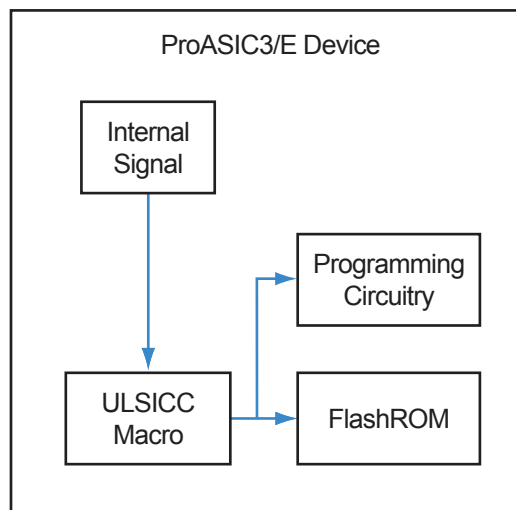 ProASIC3/E Device
Internal
Signal
Programming
Circuitry
ULSICC
Macro
FlashROM